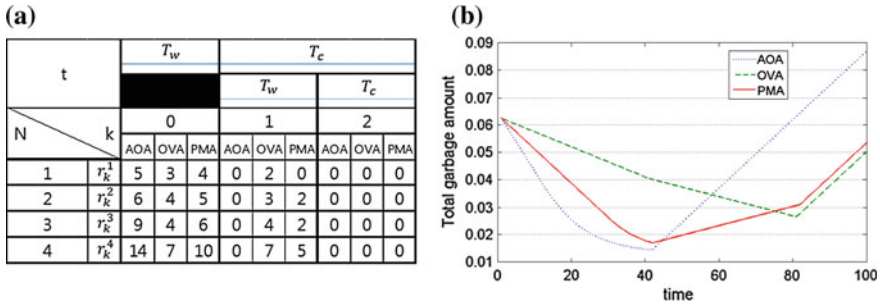 (a)
t T_w T_c
T_w T_c
N k 0 1 2
AOA OVA PMA AOA OVA PMA AOA OVA PMA
1 r_k^1 5 3 4 0 2 0 0 0 0
2 r_k^2 6 4 5 0 3 2 0 0 0
3 r_k^3 9 4 6 0 4 2 0 0 0
4 r_k^4 14 7 10 0 7 5 0 0 0
(b)
Total garbage amount
0.09
0.08
0.07
0.06
0.05
0.04
0.03
0.02
0.01
0 20 40 60 80 100
time
AOA
OVA
PMA